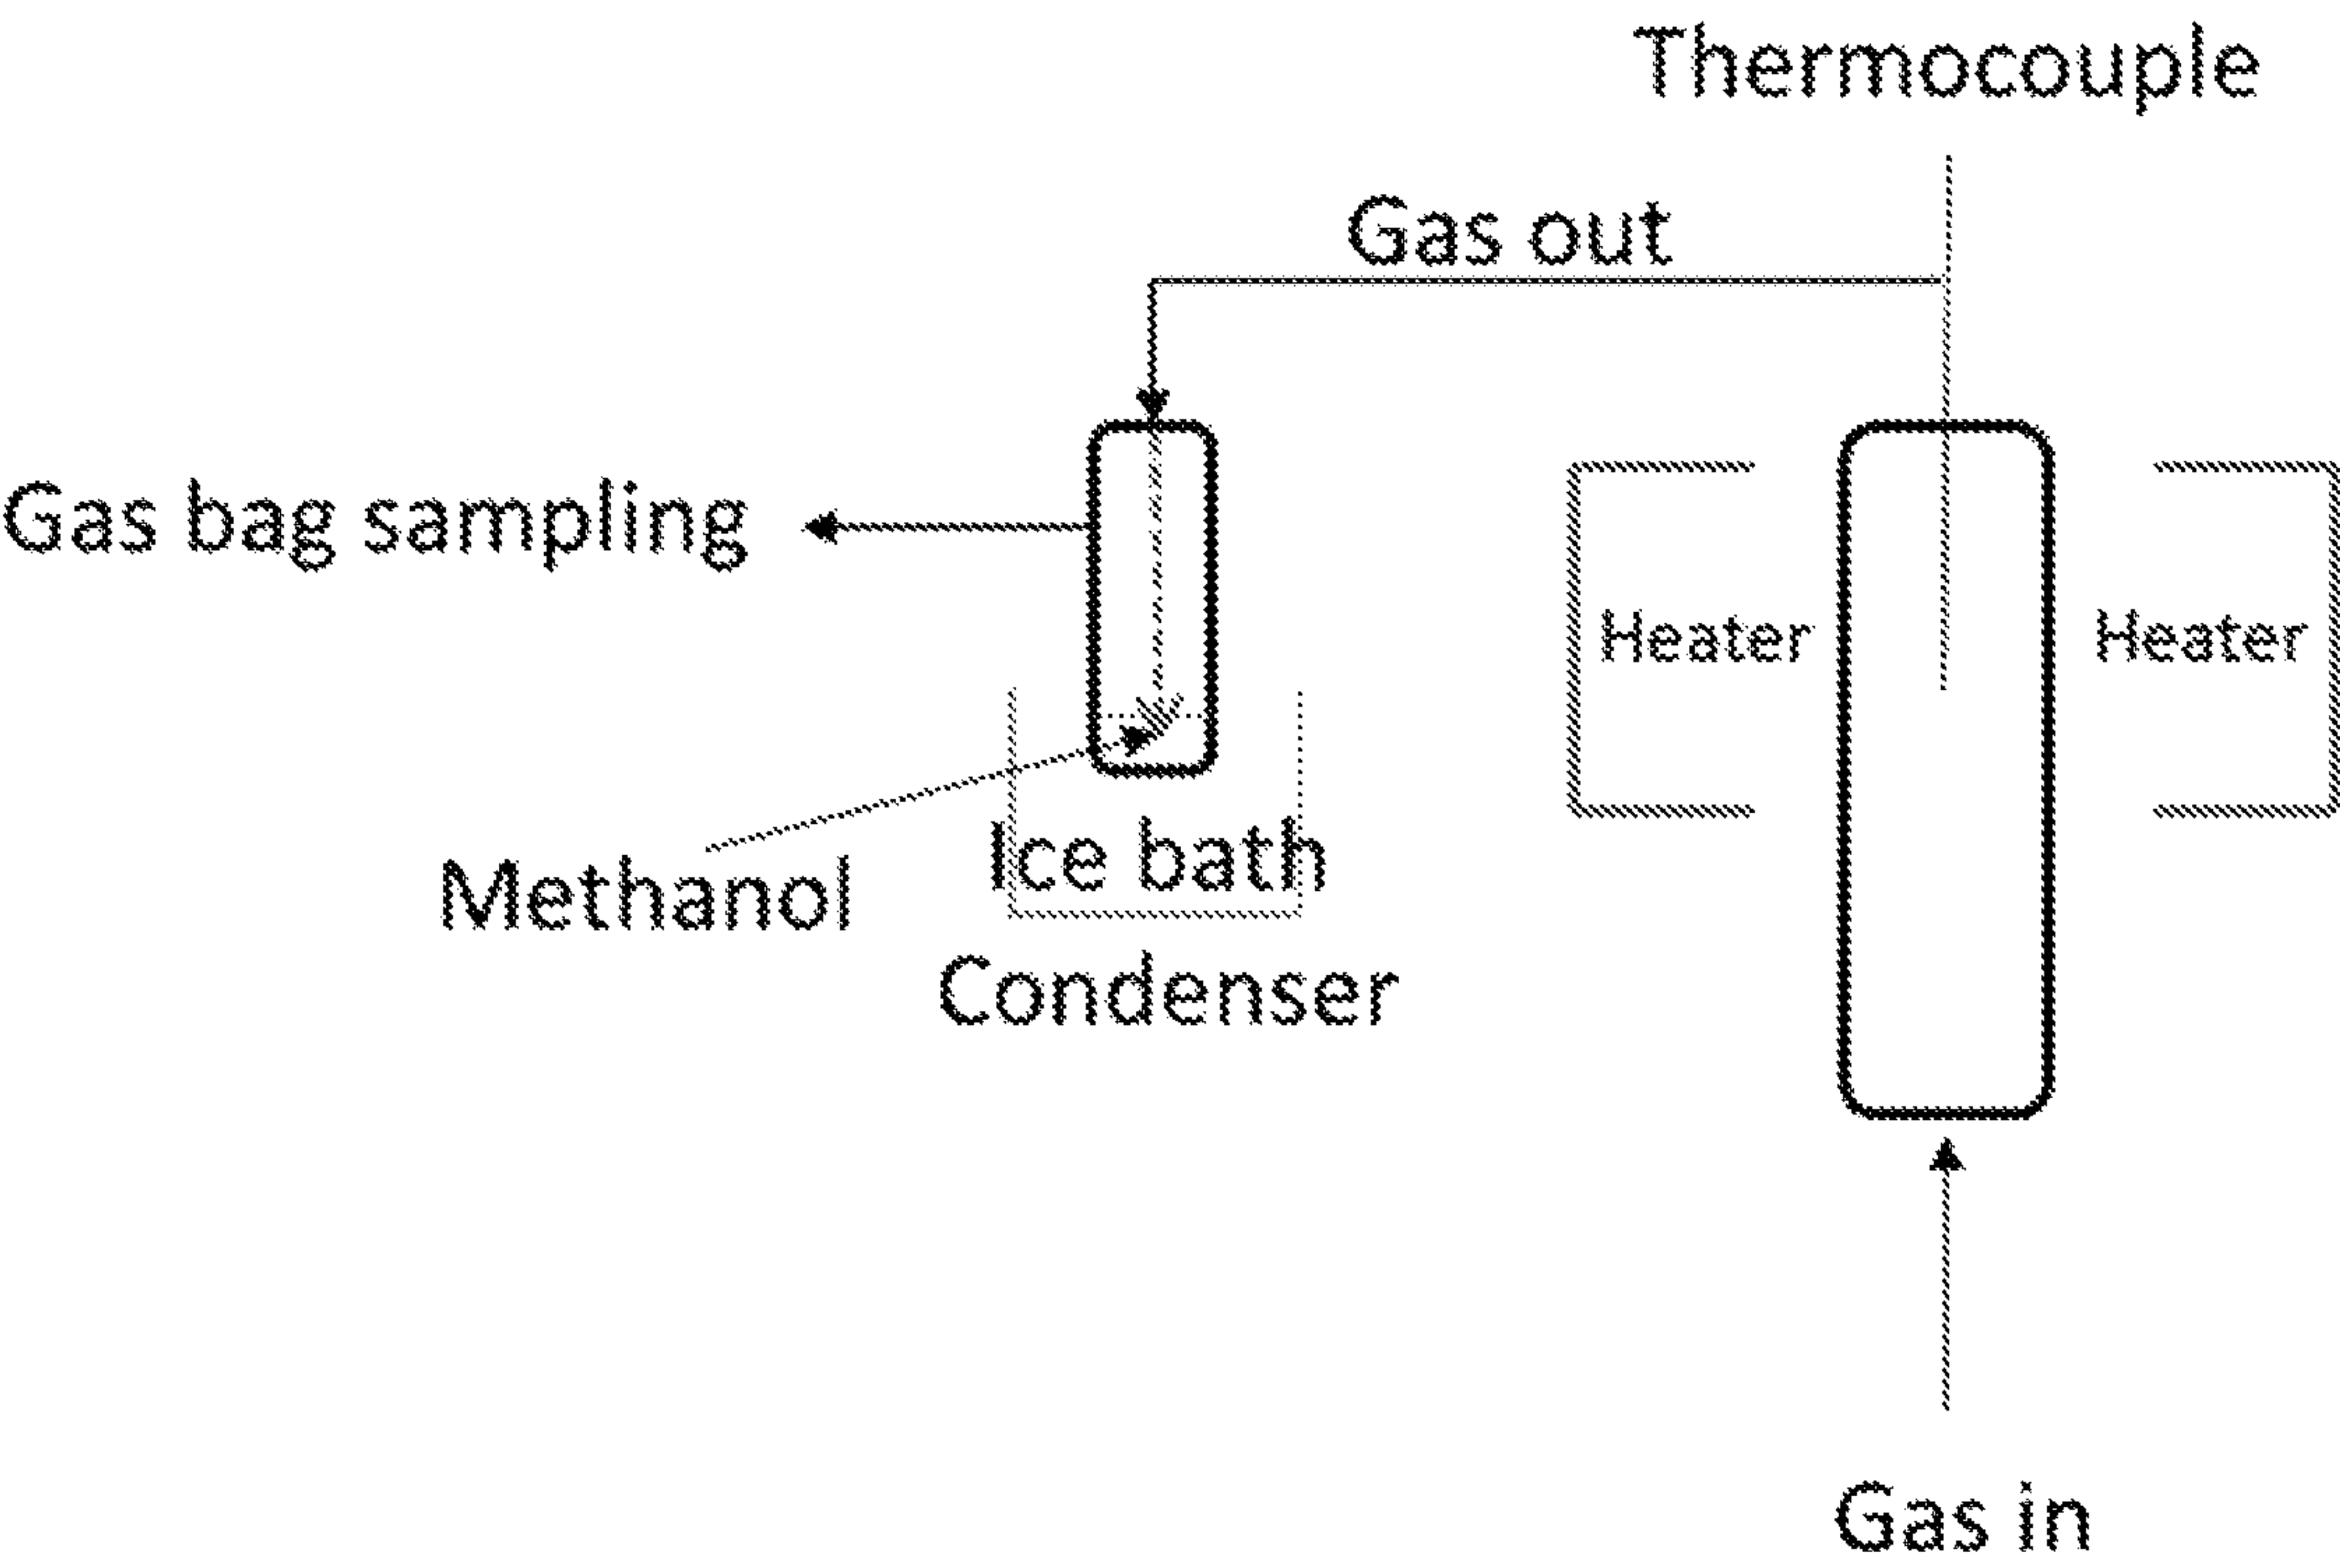 Thermocouple
Gas out
Gas bag sampling
Heater
Heater
Methanol
Ice bath
Condenser
Gas in